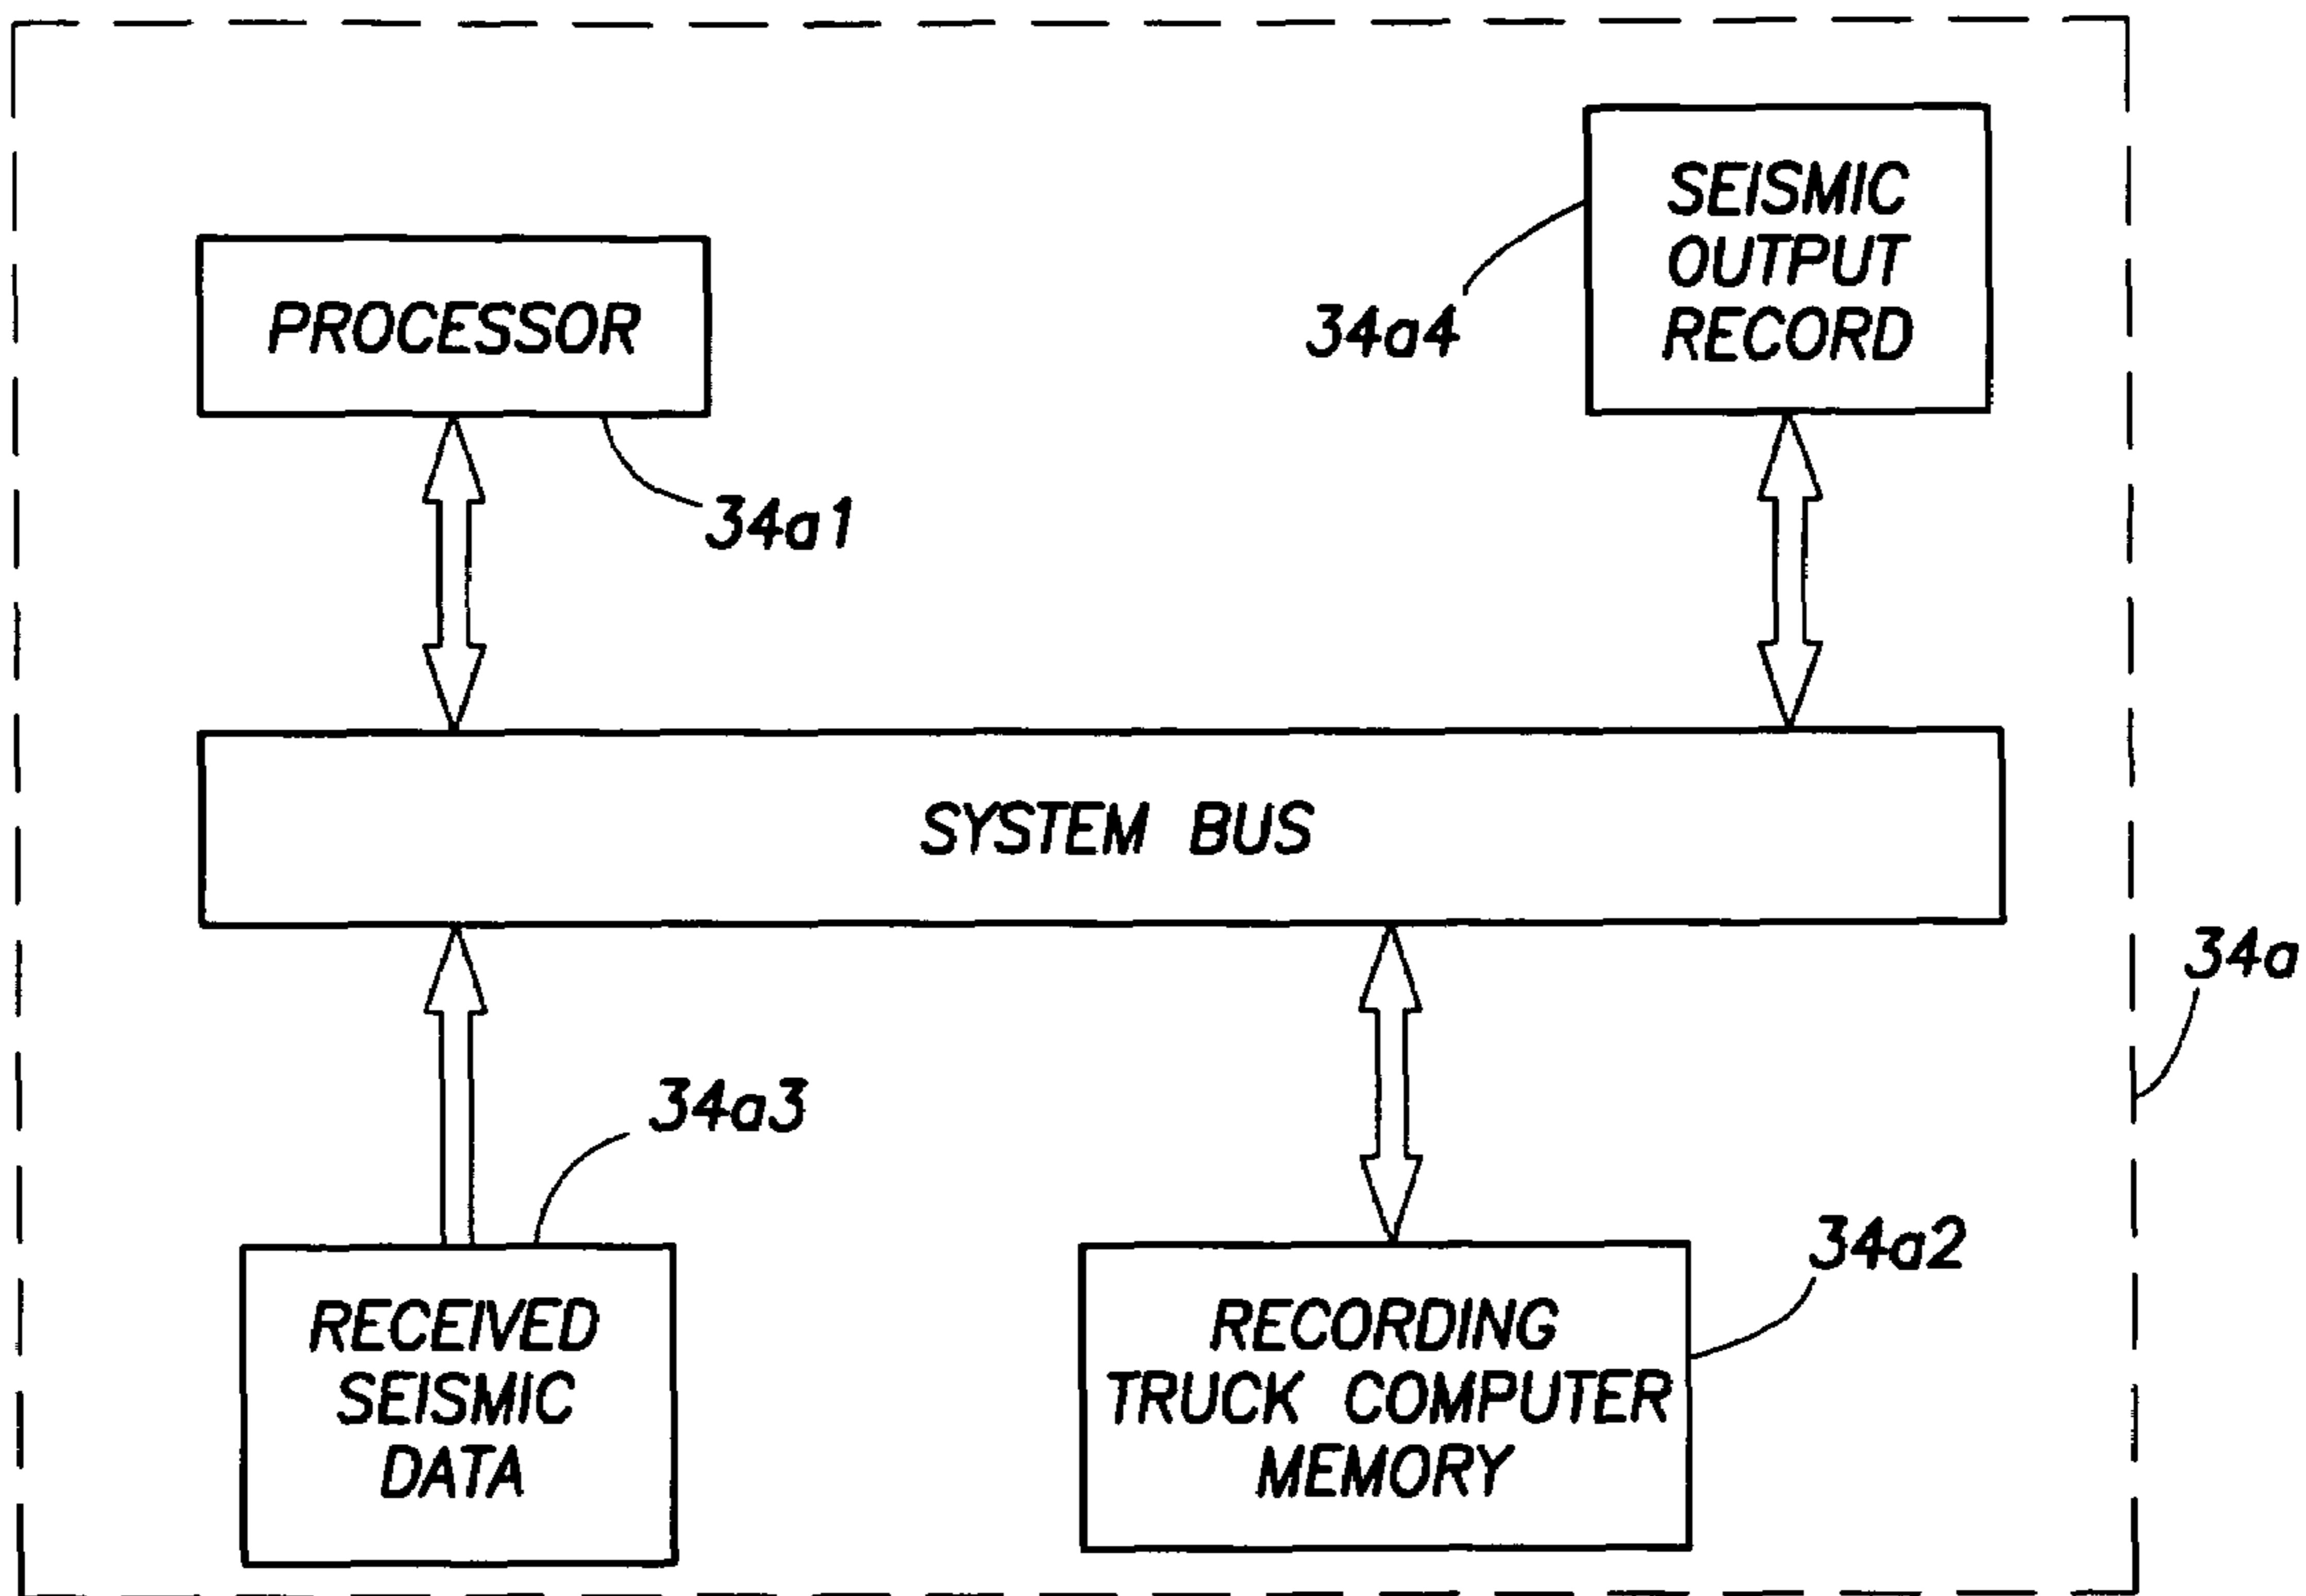 SEISMIC
OUTPUT
RECORD
34a4
PROCESSOR
34a1
SYSTEM BUS
34a
34a3
34a2
RECEIVED
SEISMIC
DATA
RECORDING
TRUCK COMPUTER
MEMORY